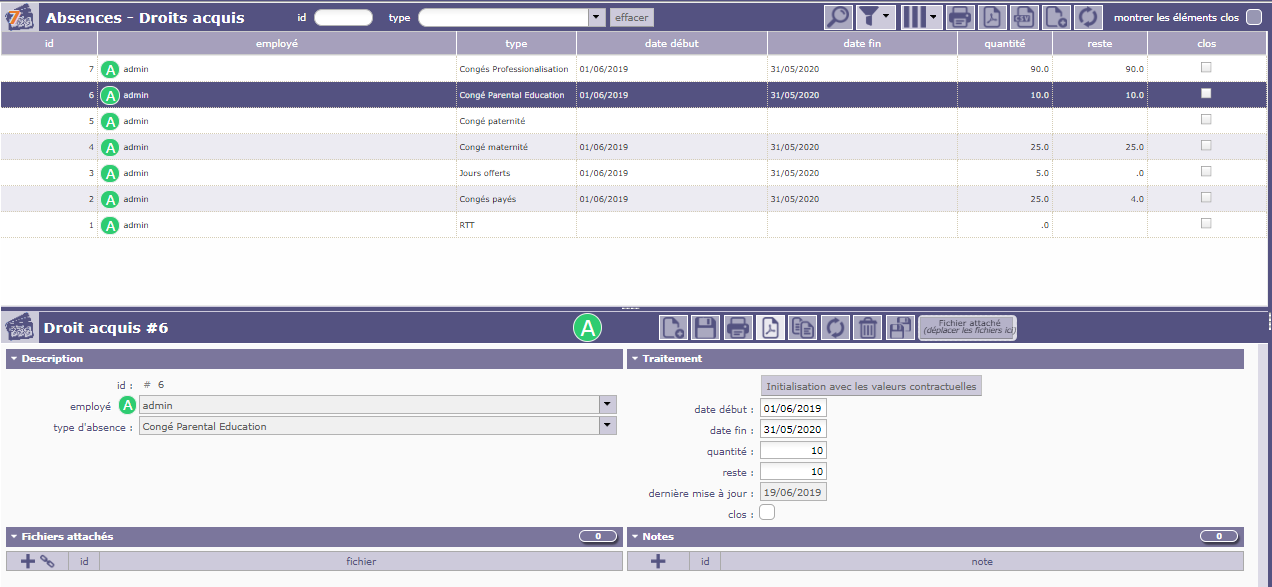 Absences - Droits acquis id type effacer CSV montrer les éléments clos
id employé type date début date fin quantité reste clos
7 A admin Congés Professionalisation 01/06/2019 31/05/2020 90.0 90.0
6 A admin Congé Parental Education 01/06/2019 31/05/2020 10.0 10.0
5 A admin Congé paternité
4 A admin Congé maternité 01/06/2019 31/05/2020 25.0 25.0
3 A admin Jours offerts 01/06/2019 31/05/2020 5.0 .0
2 A admin Congés payés 01/06/2019 31/05/2020 25.0 4.0
1 A admin RTT .0
Droit acquis #6 A Fichier attaché
(déplacer les fichiers ici)
Description
id : # 6
employé A admin
type d'absence : Congé Parental Education
Traitement
Initialisation avec les valeurs contractuelles
date début : 01/06/2019
date fin : 31/05/2020
quantité : 10
reste : 10
dernière mise à jour : 19/06/2019
clos :
Fichiers attachés 0
id fichier
Notes 0
id note